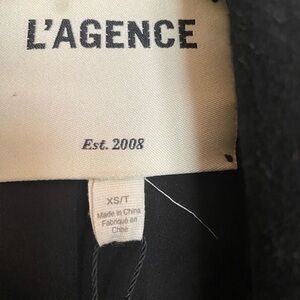 L'AGENCE
Est. 2008
XS/T
Made in China
Fabriqué en
Chine